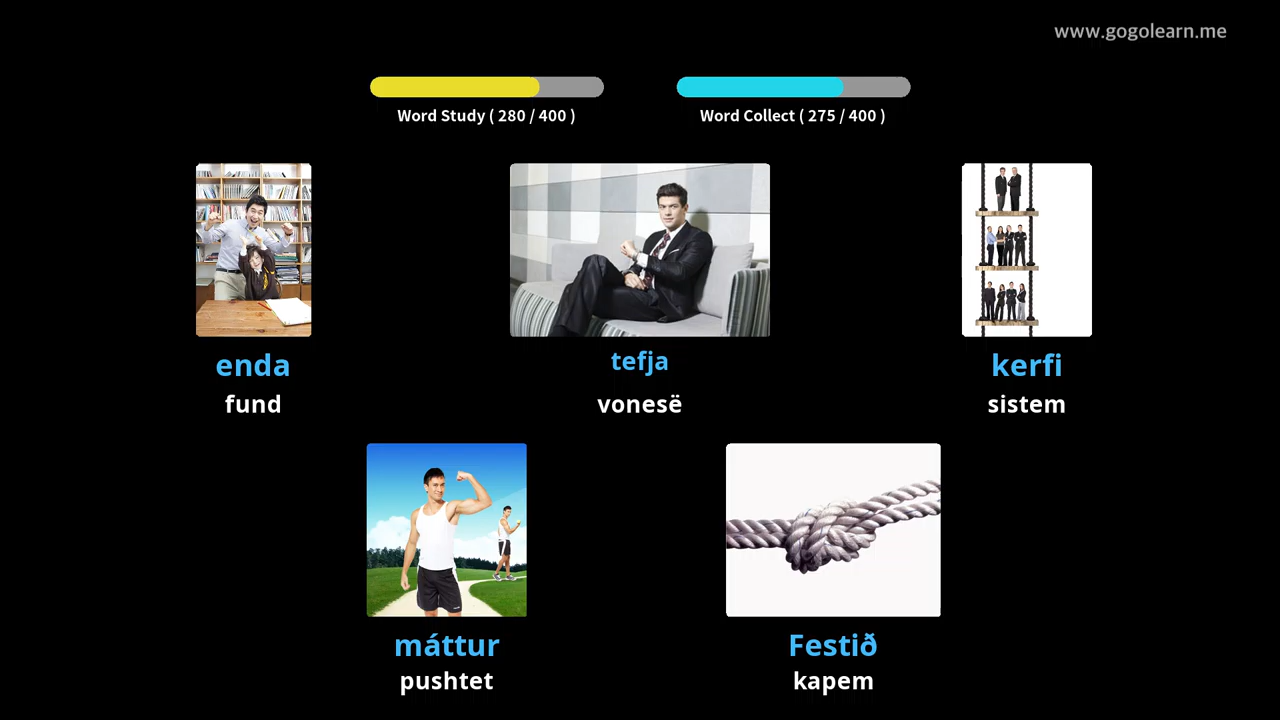 www.gogolearn.me
Word Study ( 280 / 400 )
Word Collect ( 275 / 400 )
enda
fund
tefja
vonesë
kerfi
sistem
máttur
pushtet
Festið
kapem